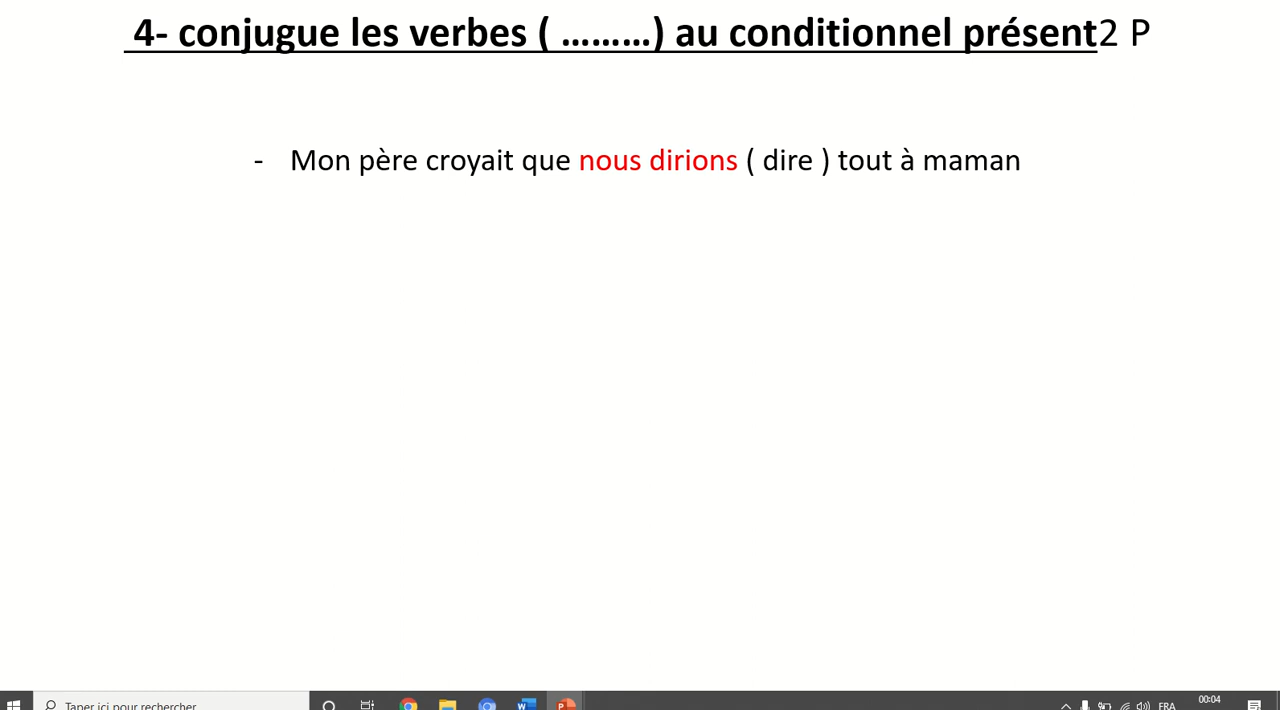 4- conjugue les verbes ( ………) au conditionnel présent2 P
- Mon père croyait que nous dirions ( dire ) tout à maman
Taper ici pour rechercher
FRA
00:04